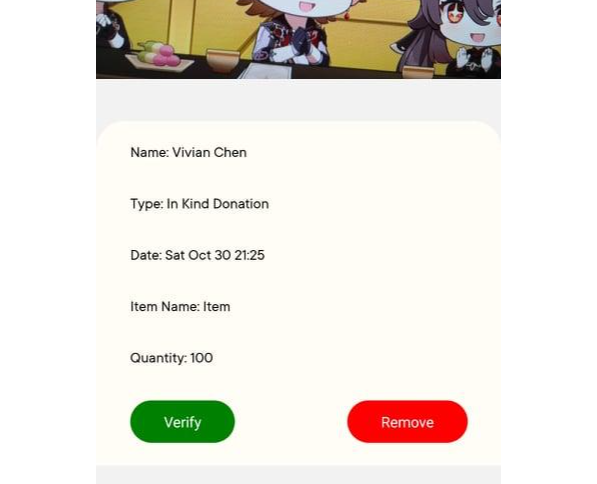 Name: Vivian Chen
Type: In Kind Donation
Date: Sat Oct 30 21:25
Item Name: Item
Quantity: 100
Verify
Remove